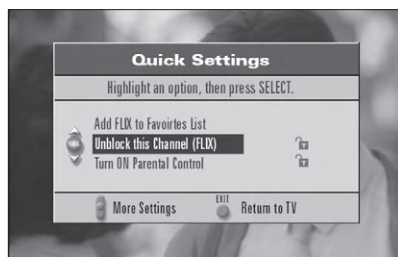 Quick Settings
Highlight an option, then press SELECT.
Add FLIX to Favoirtes List
Unblock this Channel (FLIX)
Turn ON Parental Control
More Settings
EXIT
Return to TV